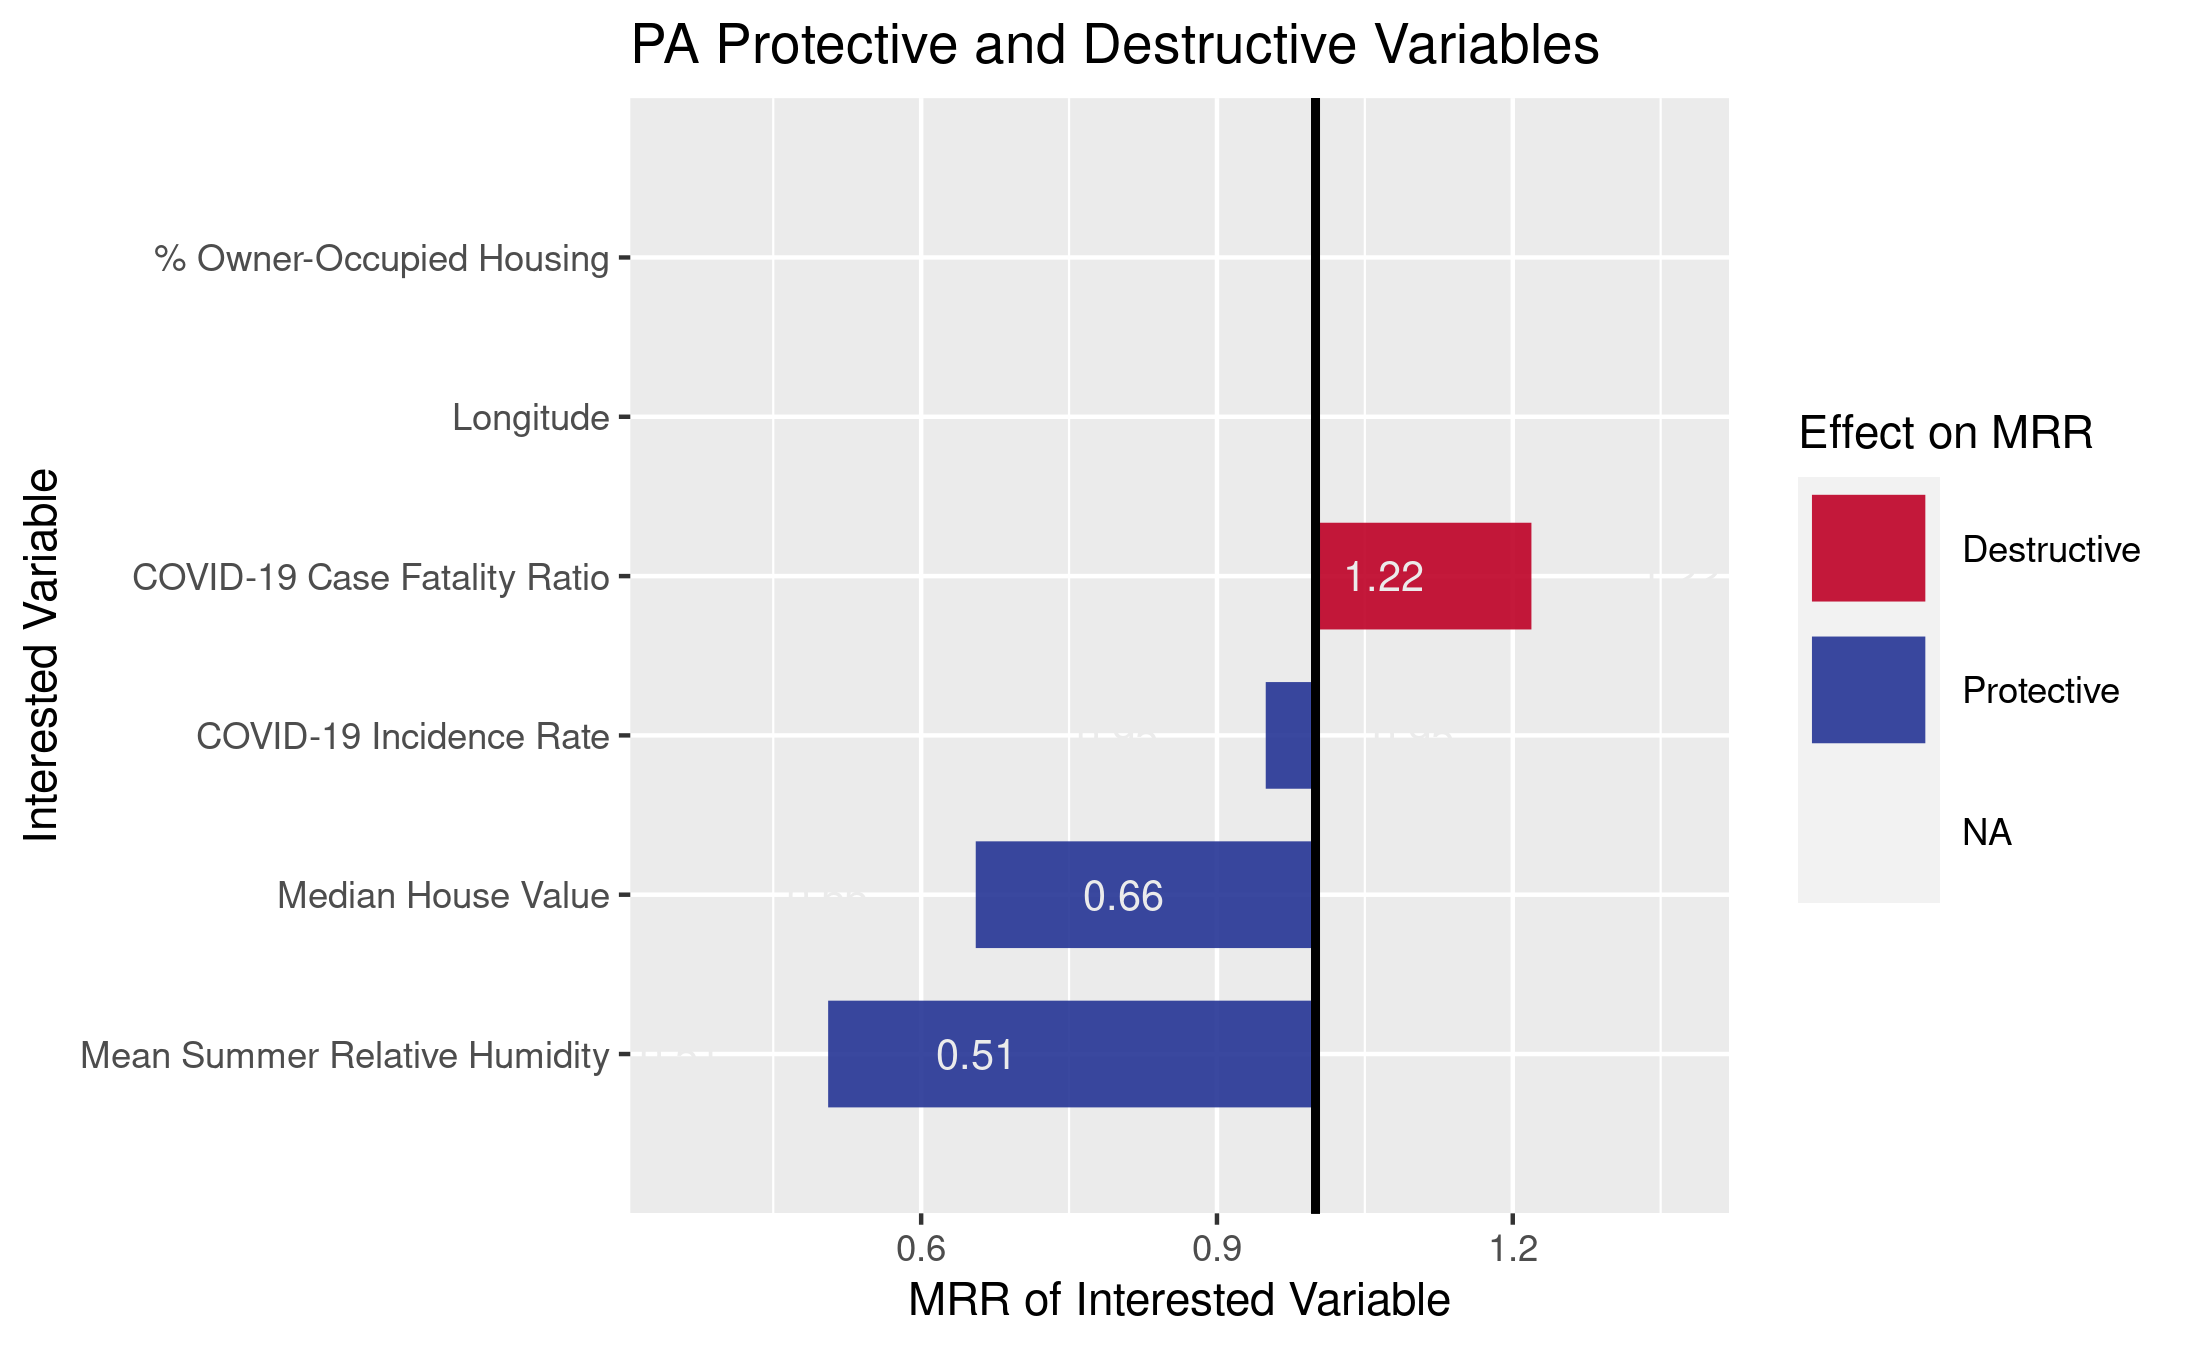 PA Protective and Destructive Variables
Interested Variable
% Owner-Occupied Housing
Longitude
COVID-19 Case Fatality Ratio
1.22
COVID-19 Incidence Rate
Median House Value
0.66
Mean Summer Relative Humidity
0.51
0.6
0.9
1.2
MRR of Interested Variable
Effect on MRR
Destructive
Protective
NA